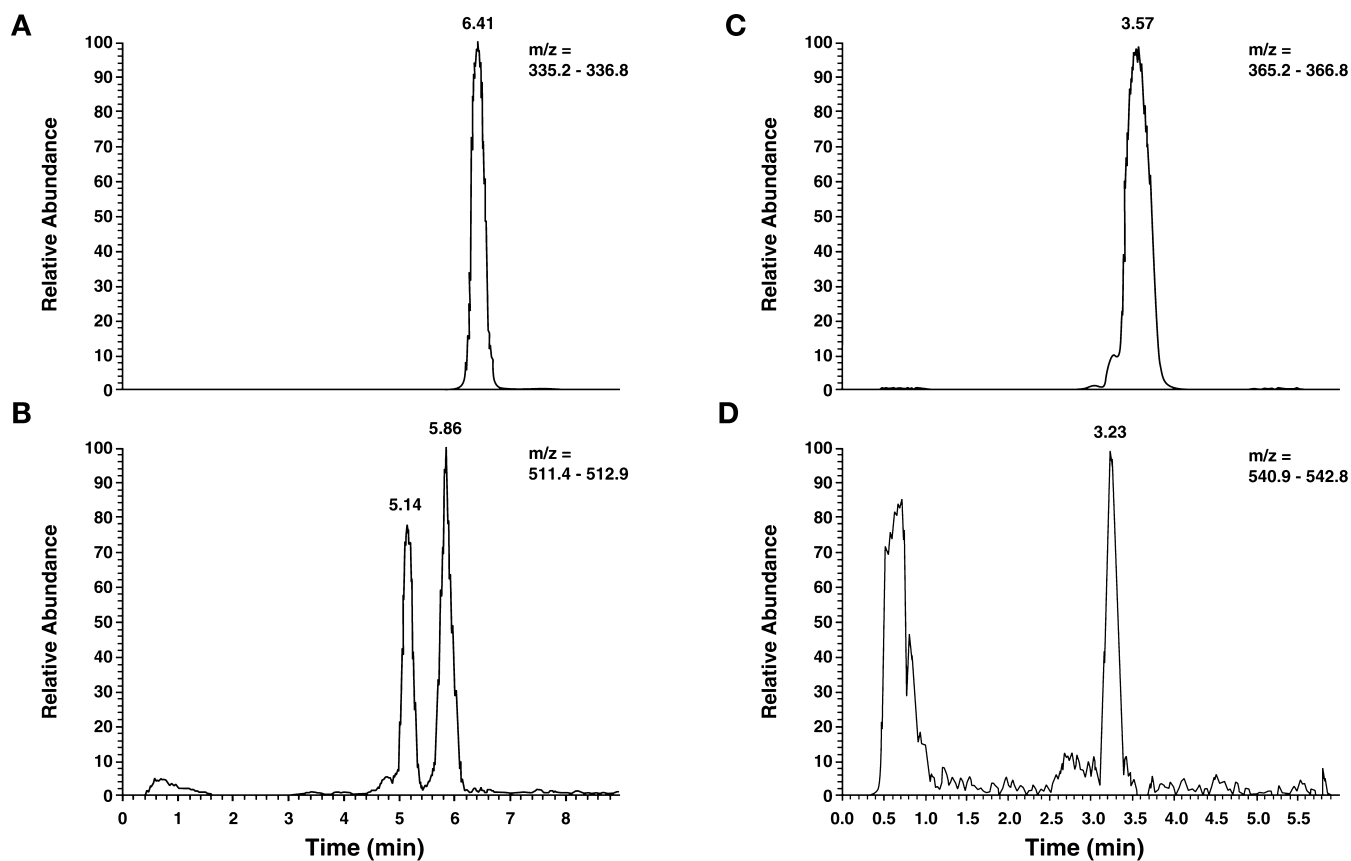 A
6.41
m/z =
335.2 - 336.8
Relative Abundance
100
90
80
70
60
50
40
30
20
10
0
B
5.86
5.14
m/z =
511.4 - 512.9
Relative Abundance
100
90
80
70
60
50
40
30
20
10
0
0 1 2 3 4 5 6 7 8
Time (min)
C
3.57
m/z =
365.2 - 366.8
Relative Abundance
100
90
80
70
60
50
40
30
20
10
0
D
3.23
m/z =
540.9 - 542.8
Relative Abundance
100
90
80
70
60
50
40
30
20
10
0
0.0 0.5 1.0 1.5 2.0 2.5 3.0 3.5 4.0 4.5 5.0 5.5
Time (min)